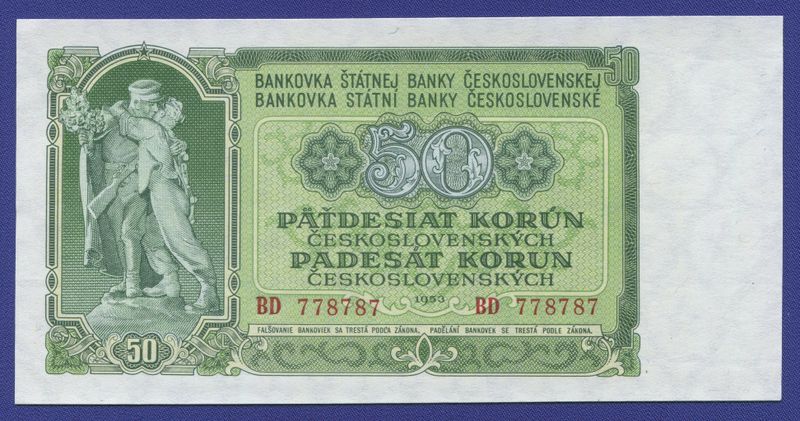 50
BANKOVKA ŠTÁTNEJ BANKY ČESKOSLOVENSKEJ
BANKOVKA STÁTNÍ BANKY ČESKOSLOVENSKÉ
50
PÄŤDESIAT KORÚN
ČESKOSLOVENSKÝCH
PADESÁT KORUN
ČESKOSLOVENSKÝCH
BD 778787 1953 BD 778787
FALŠOVANIE BANKOVIEK SA TRESTÁ PODĽA ZÁKONA. PADĚLÁNÍ BANKOVEK SE TRESTÁ PODLE ZÁKONA.
50